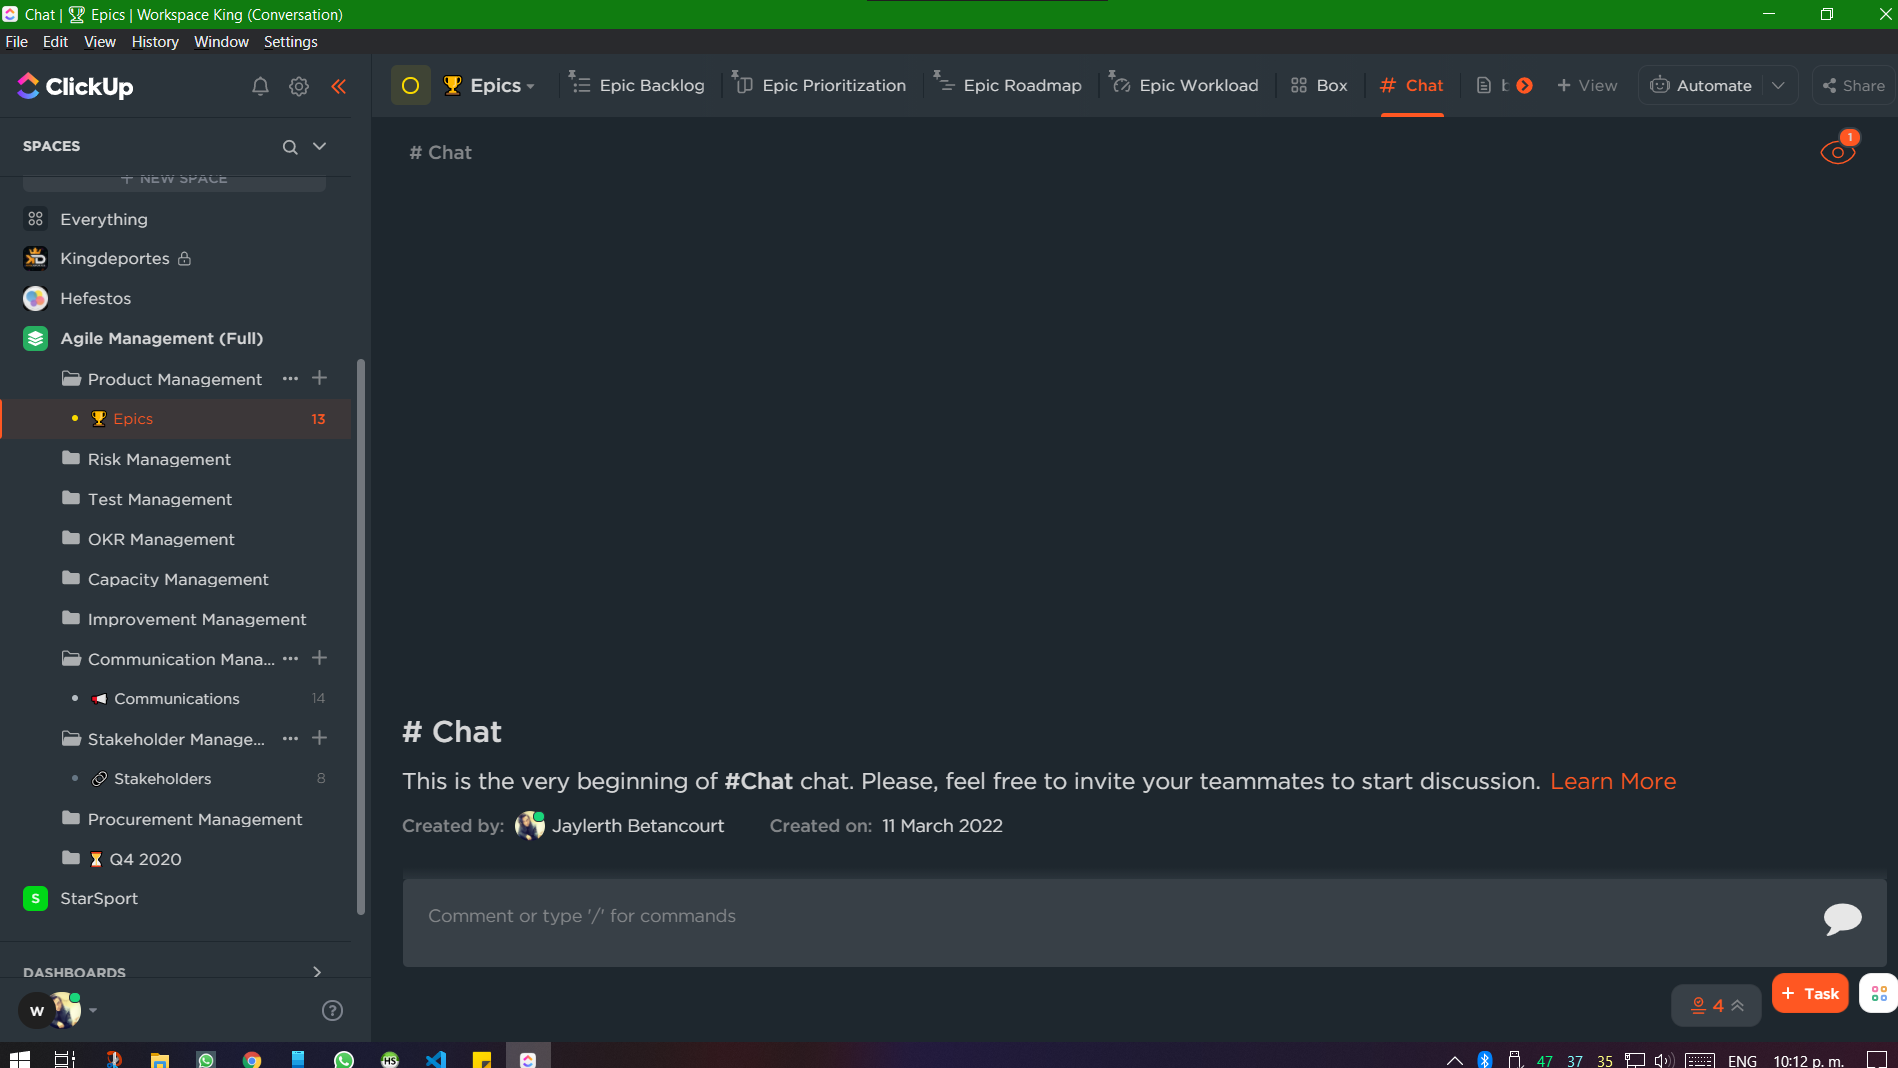 Chat | 🏆 Epics | Workspace King (Conversation)
File Edit View History Window Settings
ClickUp
Epics
Epic Backlog
Epic Prioritization
Epic Roadmap
Epic Workload
Box
# Chat
+ View
Automate
Share
SPACES
+ NEW SPACE
Everything
Kingdeportes
Hefestos
Agile Management (Full)
Product Management
Epics 13
Risk Management
Test Management
OKR Management
Capacity Management
Improvement Management
Communication Mana...
Communications 14
Stakeholder Manage...
Stakeholders 8
Procurement Management
Q4 2020
S StarSport
DASHBOARDS
W
# Chat
1
# Chat
This is the very beginning of #Chat chat. Please, feel free to invite your teammates to start discussion. Learn More
Created by: Jaylerth Betancourt Created on: 11 March 2022
Comment or type '/' for commands
4
+ Task
HS
47 37 35 ENG 10:12 p. m.